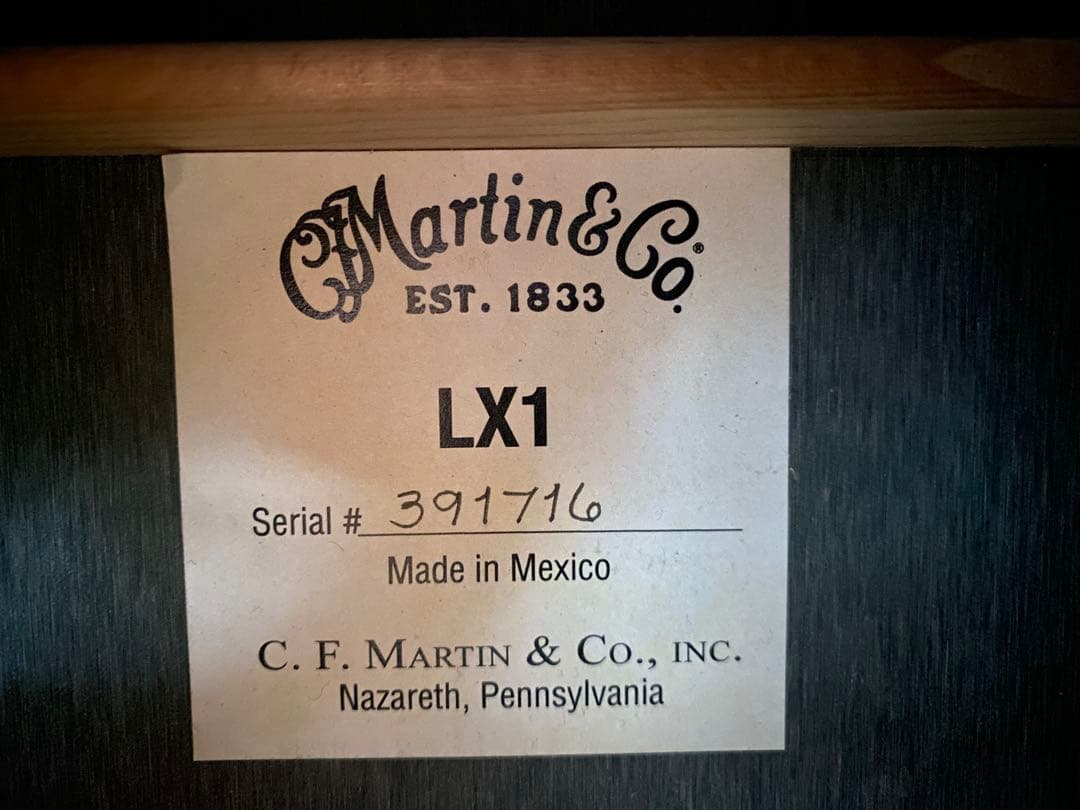 CFMartin & Co.®
EST. 1833
LX1
Serial # 391716
Made in Mexico
C. F. MARTIN & CO., INC.
Nazareth, Pennsylvania